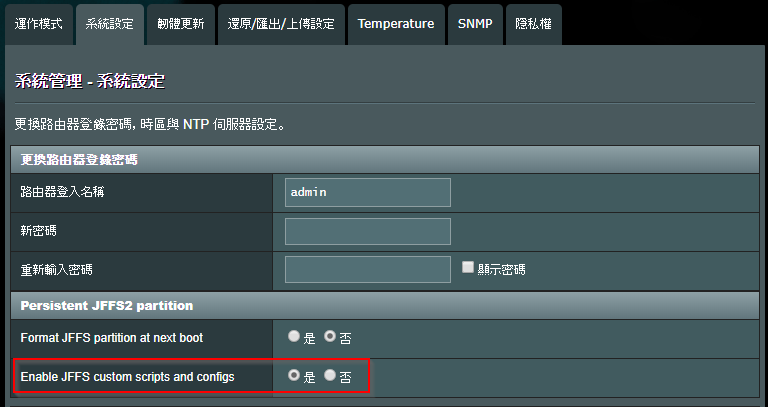 運作模式 系統設定 韌體更新 還原/匯出/上傳設定 Temperature SNMP 隱私權
系統管理 - 系統設定
更換路由器登錄密碼, 時區與 NTP 伺服器設定。
更換路由器登錄密碼
路由器登入名稱 admin
新密碼
重新輸入密碼 顯示密碼
Persistent JFFS2 partition
Format JFFS partition at next boot 是 否
Enable JFFS custom scripts and configs 是 否